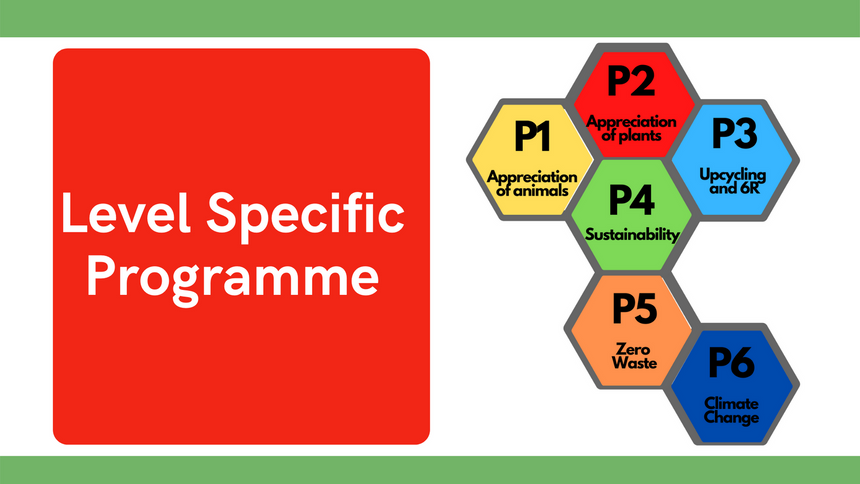 Level Specific
Programme
P1
Appreciation
of animals
P2
Appreciation
of plants
P3
Upcycling
and 6R
P4
Sustainability
P5
Zero
Waste
P6
Climate
Change